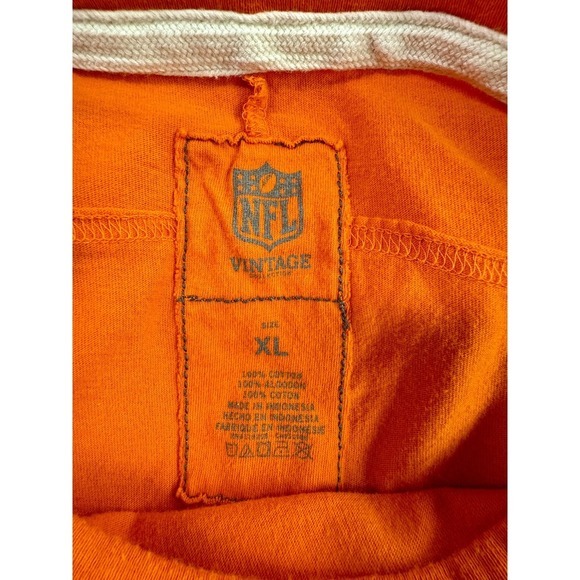 NFL
VINTAGE
COLLECTION
SIZE
XL
100% COTTON
100% ALGODON
100% COTON
MADE IN INDONESIA
HECHO EN INDONESIA
FABRIQUE EN INDONESIE